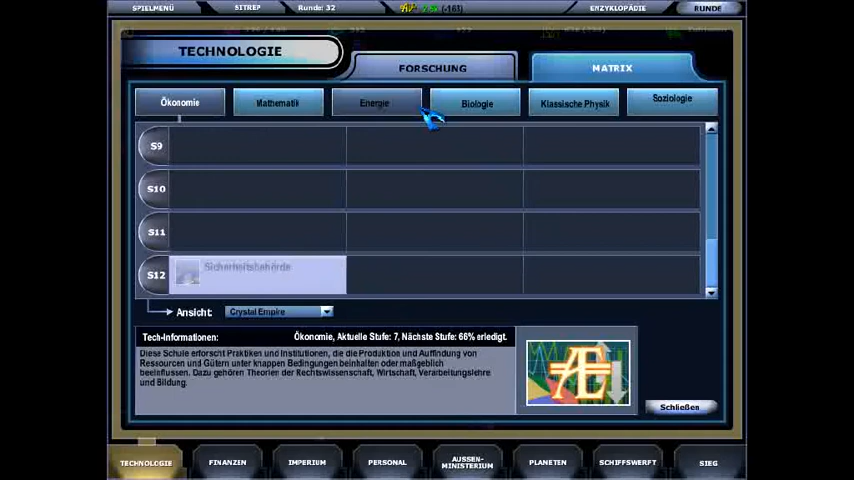 SPIELMENÜ SITREP Runde: 32 (-163) ENZYKLOPÄDIE RUNDE
TECHNOLOGIE
FORSCHUNG MATRIX
Ökonomie Mathematik Energie Biologie Klassische Physik Soziologie
S9
S10
S11
S12 Sicherheitsbehörde
Ansicht: Crystal Empire
Tech-Informationen: Ökonomie, Aktuelle Stufe: 7, Nächste Stufe: 66% erledigt.
Diese Schule erforscht Praktiken und Institutionen, die die Produktion und Auffindung von
Ressourcen und Gütern unter knappen Bedingungen beinhalten oder maßgeblich
beeinflussen. Dazu gehören Theorien der Rechtswissenschaft, Wirtschaft, Verarbeitungslehre
und Bildung.
Schließen
TECHNOLOGIE FINANZEN IMPERIUM PERSONAL AUSSEN-
MINISTERIUM PLANETEN SCHIFFSWERFT SIEG